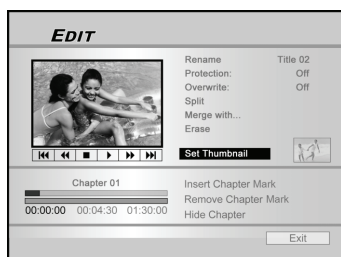 EDIT
Rename Title 02
Protection: Off
Overwrite: Off
Split
Merge with...
Erase
Set Thumbnail
Chapter 01
00:00:00 00:04:30 01:30:00
Insert Chapter Mark
Remove Chapter Mark
Hide Chapter
Exit